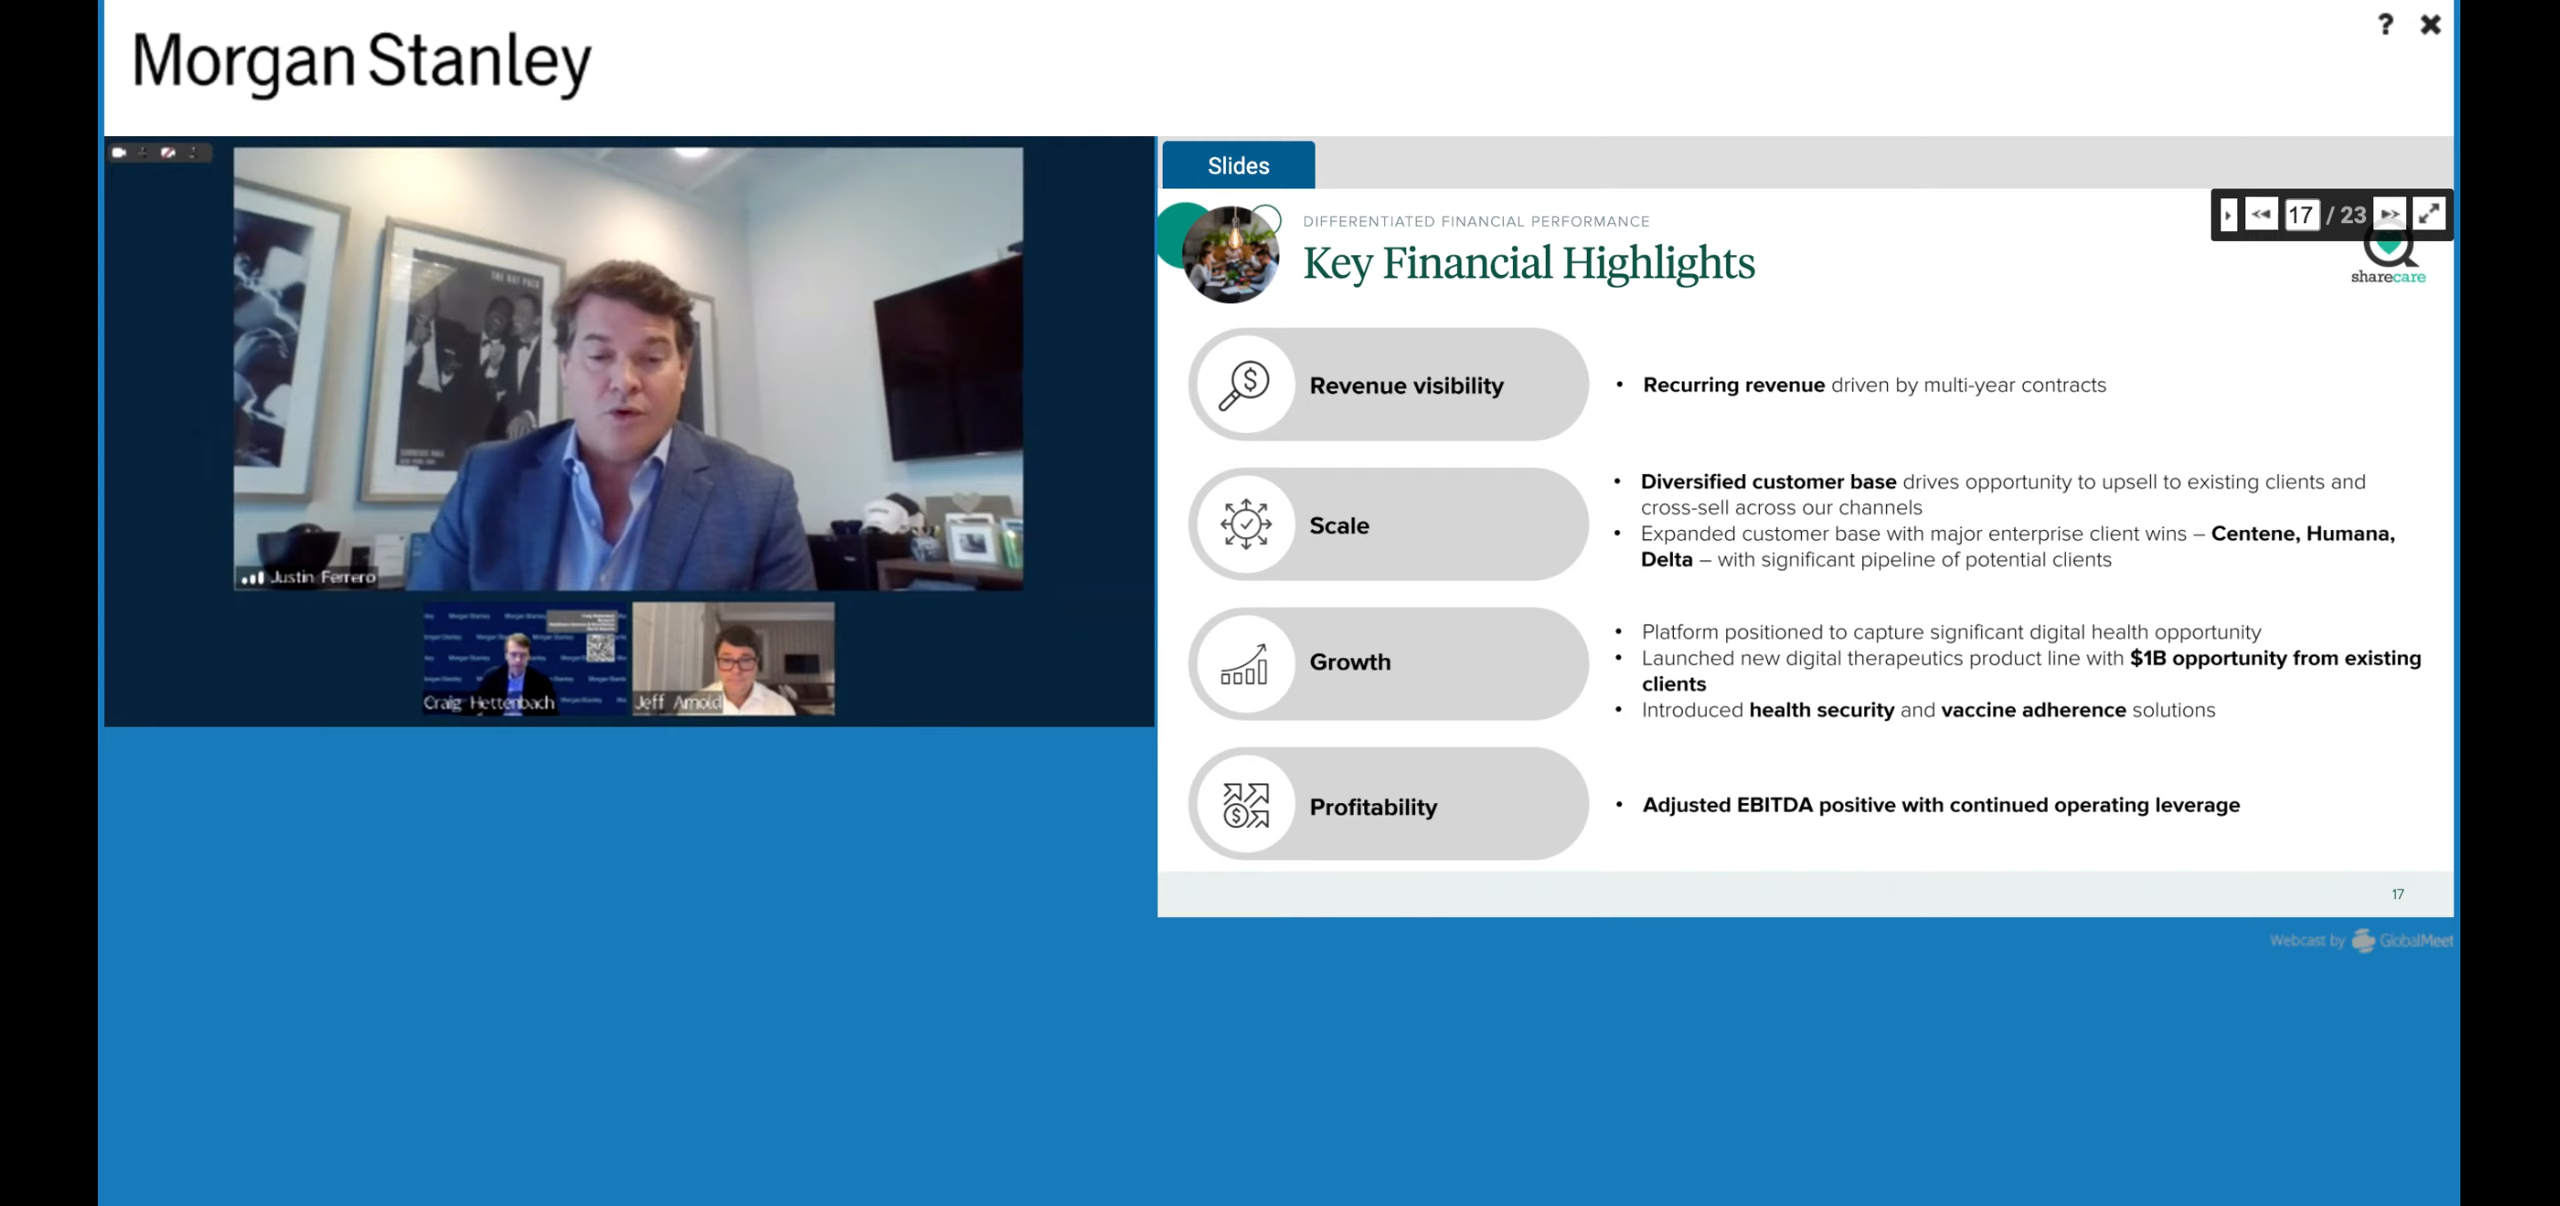 Morgan Stanley
? ✖
THE RAT PACK
Justin Ferrero
Morgan Stanley
Craig Hettenbach
Jeff Arnold
Slides
17 / 23
DIFFERENTIATED FINANCIAL PERFORMANCE
Key Financial Highlights
sharecare
Revenue visibility
• Recurring revenue driven by multi-year contracts
Scale
• Diversified customer base drives opportunity to upsell to existing clients and
cross-sell across our channels
• Expanded customer base with major enterprise client wins – Centene, Humana,
Delta – with significant pipeline of potential clients
Growth
• Platform positioned to capture significant digital health opportunity
• Launched new digital therapeutics product line with $1B opportunity from existing
clients
• Introduced health security and vaccine adherence solutions
Profitability
• Adjusted EBITDA positive with continued operating leverage
17
Webcast by GlobalMeet